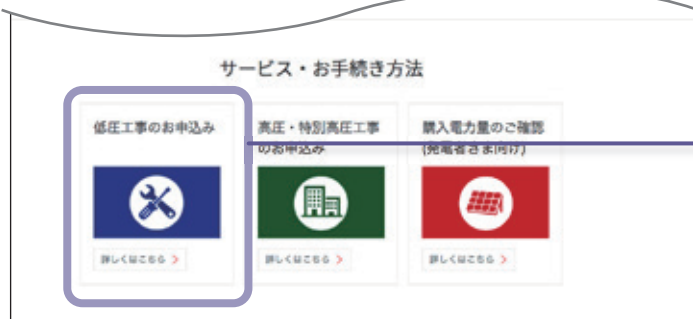 サービス・お手続き方法
低圧工事のお申込み
高圧・特別高圧工事
のお申込み
購入電力量のご確認
(発電者さま向け)
詳しくはこちら >
詳しくはこちら >
詳しくはこちら >